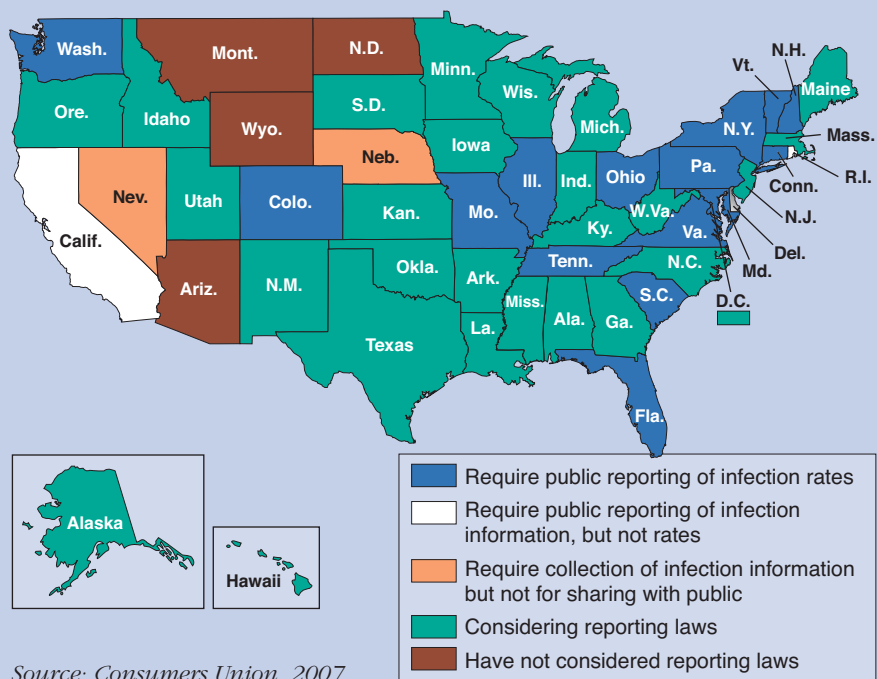 Wash.
Mont.
N.D.
Minn.
N.H.
Vt.
Maine
Ore.
Idaho
S.D.
Wis.
Mich.
N.Y.
Mass.
Wyo.
Iowa
Neb.
Pa.
R.I.
Conn.
Nev.
Utah
Colo.
Ill.
Ind.
Ohio
N.J.
Calif.
Kan.
Mo.
W.Va.
Va.
Ky.
Del.
Md.
Ariz.
N.M.
Okla.
Ark.
Tenn.
N.C.
D.C.
S.C.
Miss.
Ala.
Ga.
Texas
La.
Fla.
Alaska
Hawaii
Require public reporting of infection rates
Require public reporting of infection
information, but not rates
Require collection of infection information
but not for sharing with public
Considering reporting laws
Have not considered reporting laws
Source: Consumers Union, 2007